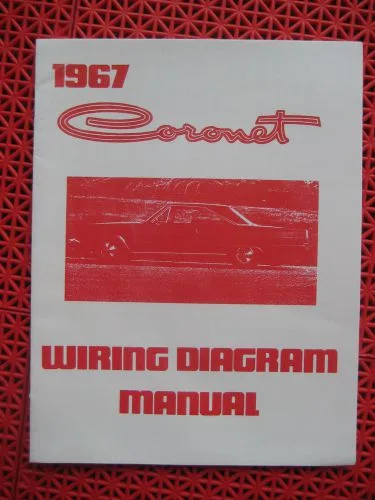 1967
Coronet
WIRING DIAGRAM
MANUAL